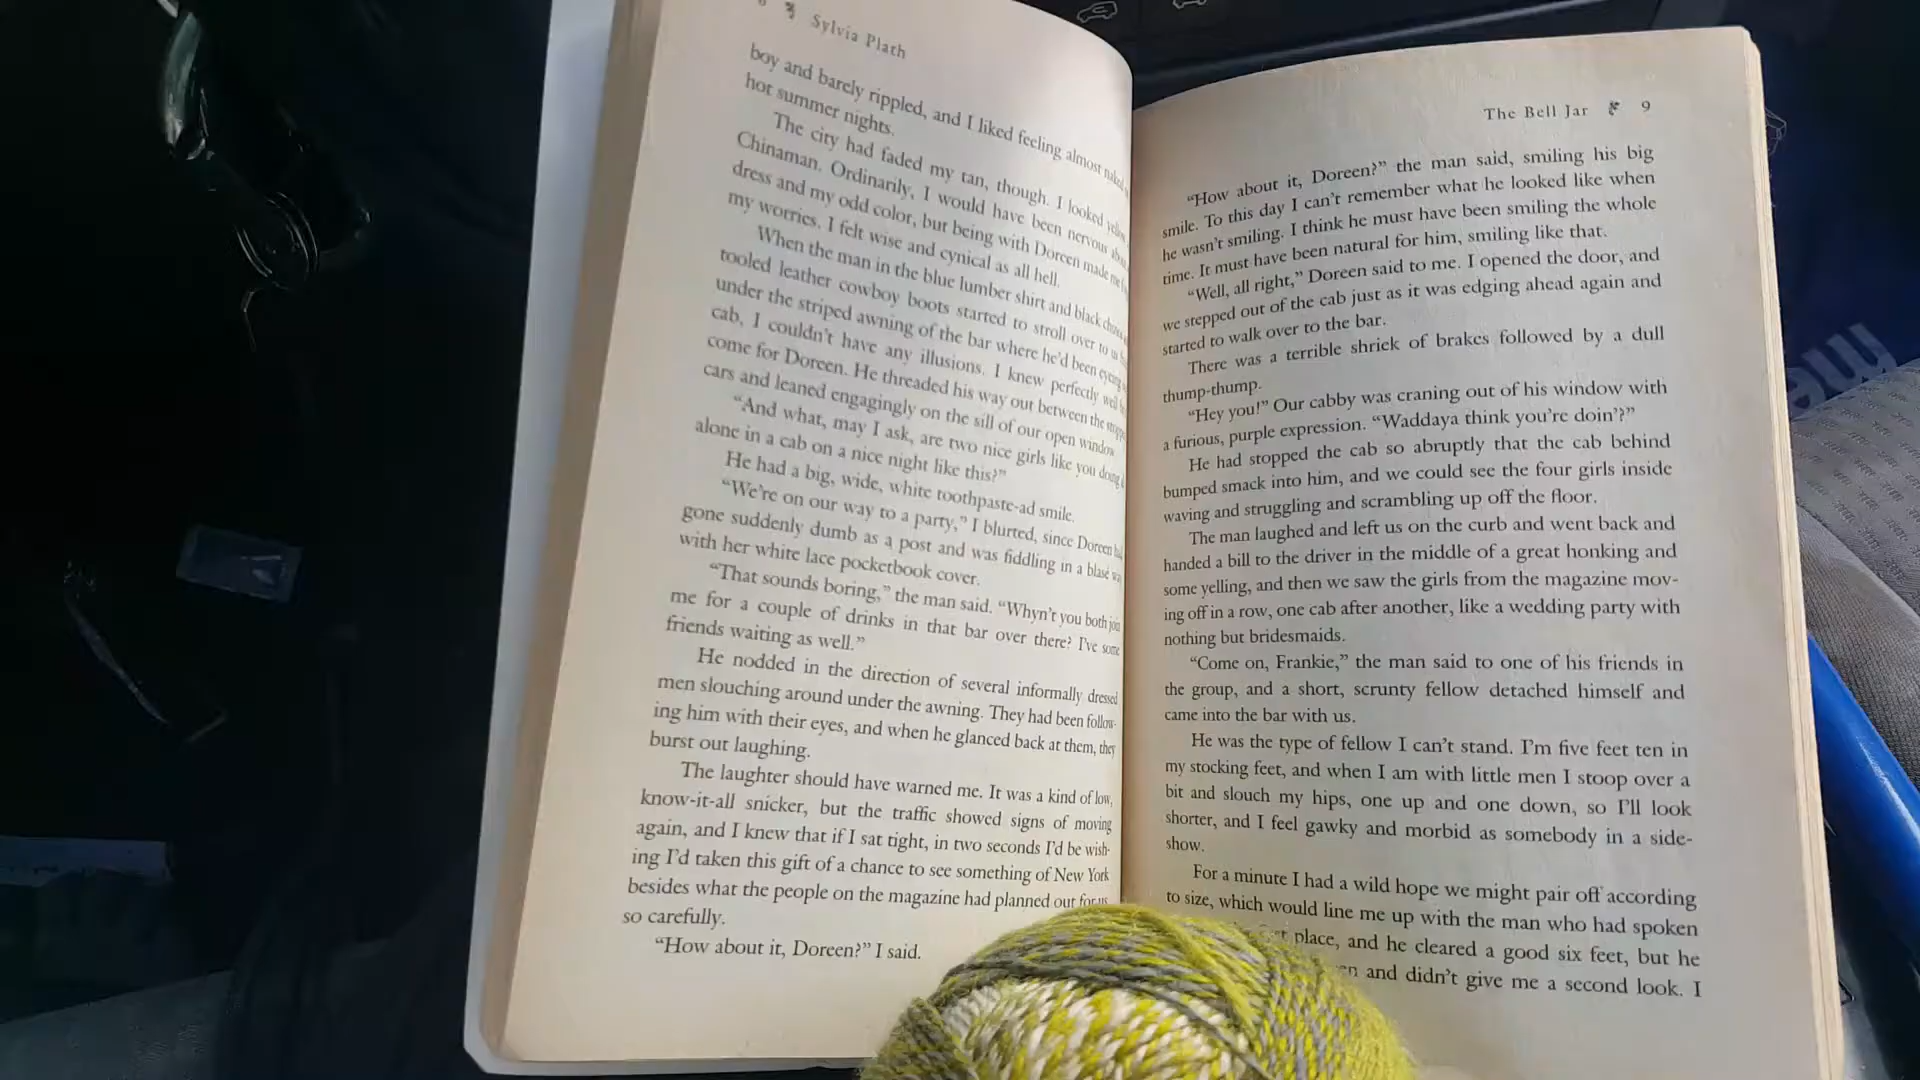 Sylvia Plath
boy and barely rippled, and I liked feeling almost naked
hot summer nights.
The city had faded my tan, though. I looked yellow
Chinaman. Ordinarily, I would have been nervous about
dress and my odd color, but being with Doreen made me
my worries. I felt wise and cynical as all hell.
When the man in the blue lumber shirt and black
tooled leather cowboy boots started to stroll over to us
under the striped awning of the bar where he'd been eyeing
cab, I couldn't have any illusions. I knew perfectly well
come for Doreen. He threaded his way out between the
cars and leaned engagingly on the sill of our open window.
“And what, may I ask, are two nice girls like you doing
alone in a cab on a nice night like this?”
He had a big, wide, white toothpaste-ad smile.
“We're on our way to a party,” I blurted, since Doreen
gone suddenly dumb as a post and was fiddling in a blasé
with her white lace pocketbook cover.
“That sounds boring,” the man said. “Whyn't you both join
me for a couple of drinks in that bar over there? I've some
friends waiting as well.”
He nodded in the direction of several informally dressed
men slouching around under the awning. They had been follow-
ing him with their eyes, and when he glanced back at them, they
burst out laughing.
The laughter should have warned me. It was a kind of low,
know-it-all snicker, but the traffic showed signs of moving
again, and I knew that if I sat tight, in two seconds I'd be wish-
ing I'd taken this gift of a chance to see something of New York
besides what the people on the magazine had planned out for us
so carefully.
“How about it, Doreen?” I said.
The Bell Jar 9
“How about it, Doreen?” the man said, smiling his big
smile. To this day I can't remember what he looked like when
he wasn't smiling. I think he must have been smiling the whole
time. It must have been natural for him, smiling like that.
“Well, all right,” Doreen said to me. I opened the door, and
we stepped out of the cab just as it was edging ahead again and
started to walk over to the bar.
There was a terrible shriek of brakes followed by a dull
thump-thump.
“Hey you!” Our cabby was craning out of his window with
a furious, purple expression. “Waddaya think you're doin'?”
He had stopped the cab so abruptly that the cab behind
bumped smack into him, and we could see the four girls inside
waving and struggling and scrambling up off the floor.
The man laughed and left us on the curb and went back and
handed a bill to the driver in the middle of a great honking and
some yelling, and then we saw the girls from the magazine mov-
ing off in a row, one cab after another, like a wedding party with
nothing but bridesmaids.
“Come on, Frankie,” the man said to one of his friends in
the group, and a short, scrunty fellow detached himself and
came into the bar with us.
He was the type of fellow I can't stand. I'm five feet ten in
my stocking feet, and when I am with little men I stoop over a
bit and slouch my hips, one up and one down, so I'll look
shorter, and I feel gawky and morbid as somebody in a side-
show.
For a minute I had a wild hope we might pair off according
to size, which would line me up with the man who had spoken
place, and he cleared a good six feet, but he
and didn't give me a second look. I